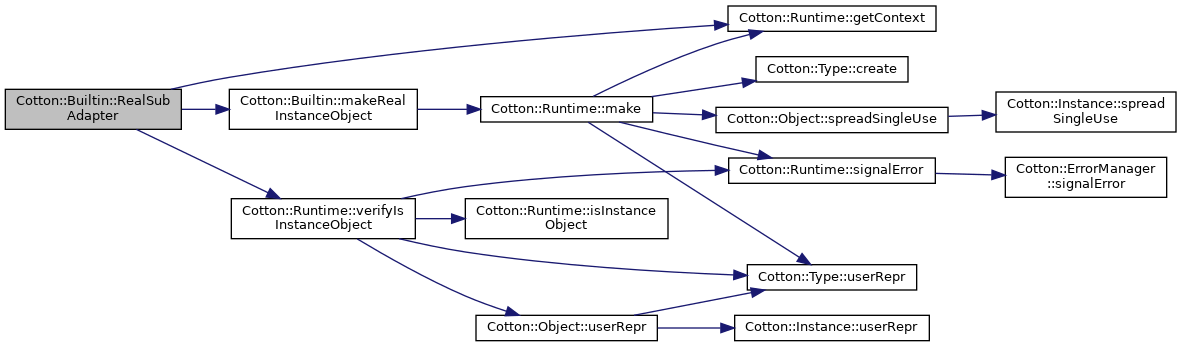 Cotton::Builtin::RealSub
Adapter
Cotton::Runtime::getContext
Cotton::Builtin::makeReal
InstanceObject
Cotton::Runtime::make
Cotton::Type::create
Cotton::Object::spreadSingleUse
Cotton::Instance::spread
SingleUse
Cotton::Runtime::signalError
Cotton::ErrorManager
::signalError
Cotton::Type::userRepr
Cotton::Runtime::verifyIs
InstanceObject
Cotton::Runtime::isInstance
Object
Cotton::Object::userRepr
Cotton::Instance::userRepr